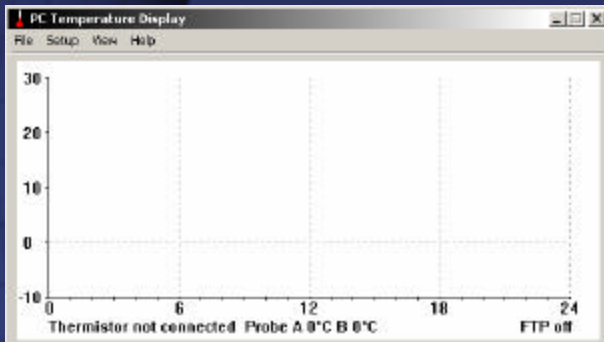 PC Temperature Display
File Setup View Help
30
20
10
0
-10
0 6 12 18 24
Thermistor not connected Probe A 0°C B 0°C FTP off